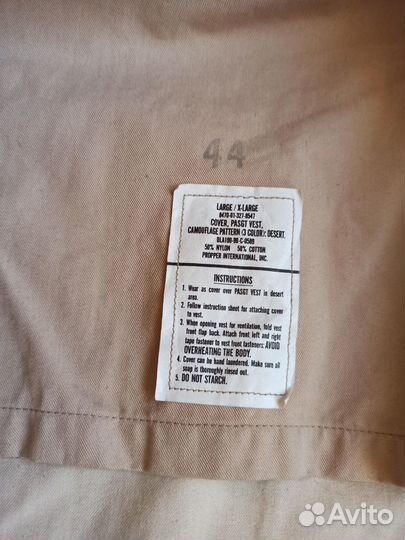 44
LARGE / X-LARGE
8470-01-327-8547
COVER, PASGT VEST,
CAMOUFLAGE PATTERN (3 COLOR): DESERT.
DLA100-90-C-0509
50% NYLON 50% COTTON
PROPPER INTERNATIONAL, INC.
INSTRUCTIONS
1. Wear as cover over PASGT VEST in desert
area.
2. Follow instruction sheet for attaching cover
to vest.
3. When opening vest for ventilation, fold vest
front flap back. Attach front left and right
tape fastener to vest front fasteners: AVOID
OVERHEATING THE BODY.
4. Cover can be hand laundered. Make sure all
soap is thoroughly rinsed out.
5. DO NOT STARCH.
Avito